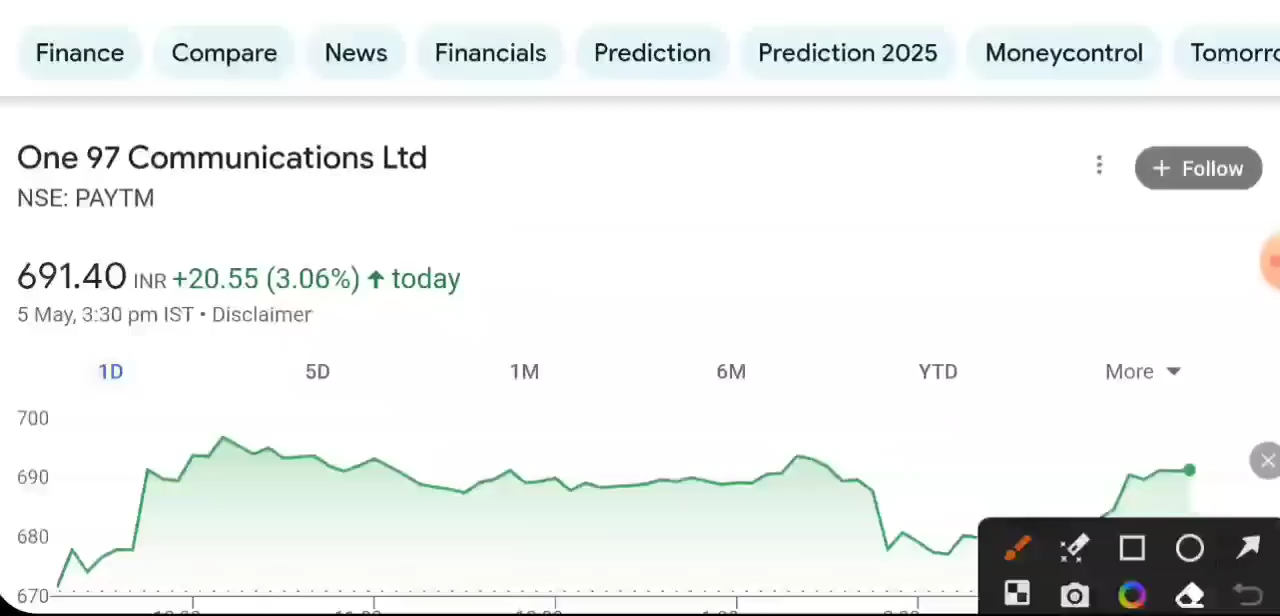 Finance Compare News Financials Prediction Prediction 2025 Moneycontrol
One 97 Communications Ltd
+ Follow
NSE: PAYTM
691.40 INR +20.55 (3.06%) ↑ today
5 May, 3:30 pm IST • Disclaimer
1D 5D 1M 6M YTD More
700
690
680
670